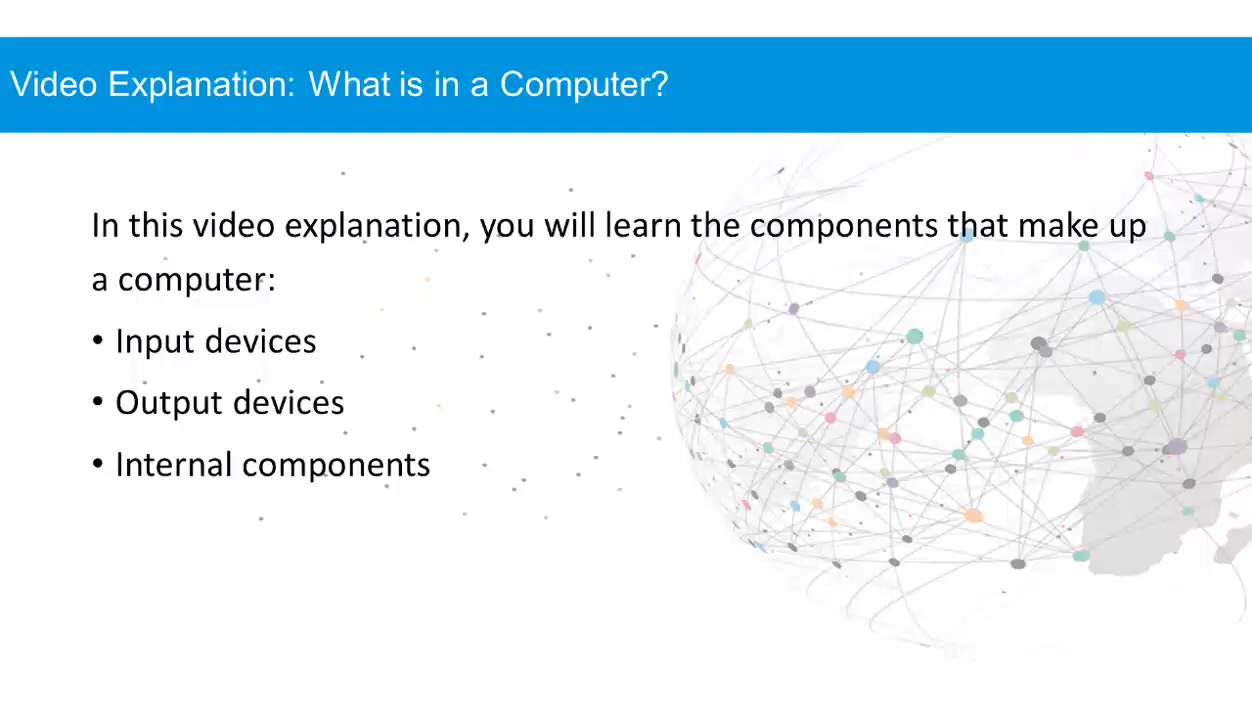 Video Explanation: What is in a Computer?
In this video explanation, you will learn the components that make up
a computer:
• Input devices
• Output devices
• Internal components